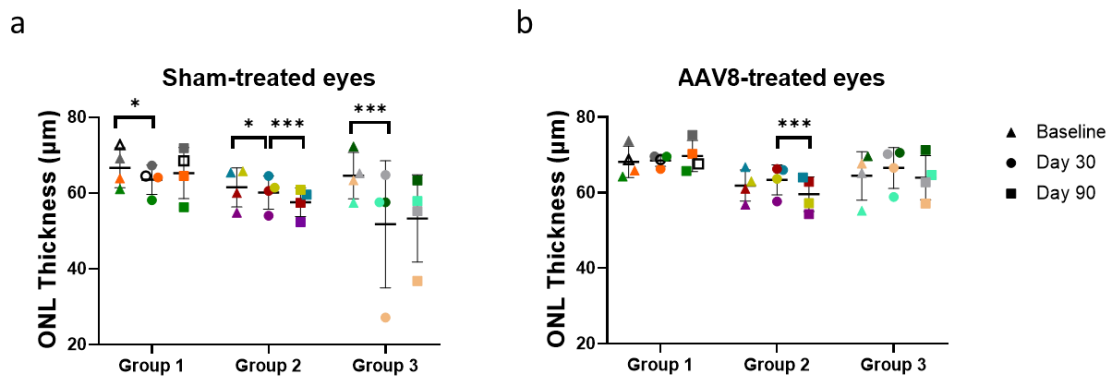 a
b
Sham-treated eyes
AAV8-treated eyes
ONL Thickness (µm)
80
60
40
20
*
*
***
***
Group 1
Group 2
Group 3
ONL Thickness (µm)
80
60
40
20
***
Group 1
Group 2
Group 3
Baseline
Day 30
Day 90